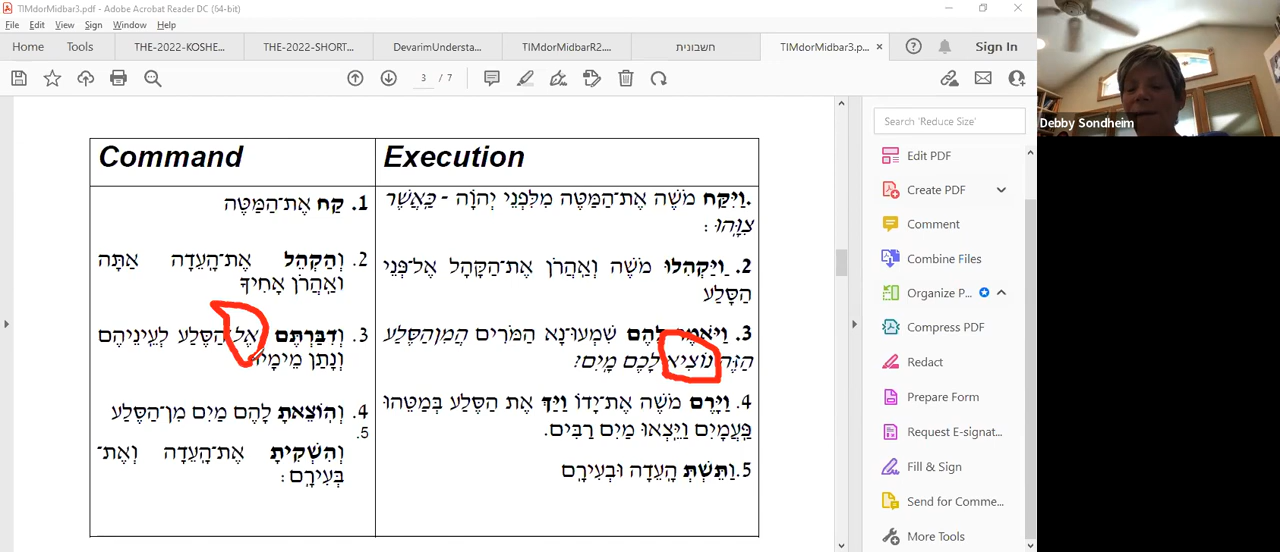 TIMdorMidbar3.pdf - Adobe Acrobat Reader DC (64-bit)
File Edit View Sign Window Help
Home Tools THE-2022-KOSHE... THE-2022-SHORT... DevarimUndersta... TIMdorMidbarR2... חשבונית TIMdorMidbar3.p... × Sign In
3 / 7
Debby Sondheim
Search 'Reduce Size'
Edit PDF
Create PDF
Comment
Combine Files
Organize P...
Compress PDF
Redact
Prepare Form
Request E-signat...
Fill & Sign
Send for Comme...
More Tools
Command
1. קַח אֶת־הַמַּטֶּה
2. וְהַקְהֵל אֶת־הָעֵדָה אַתָּה
וְאַהֲרֹן אָחִיךָ
3. וְדִבַּרְתֶּם אֶל־הַסֶּלַע לְעֵינֵיהֶם
וְנָתַן מֵימָיו
4. וְהוֹצֵאתָ לָהֶם מַיִם מִן־הַסֶּלַע
5.
וְהִשְׁקִיתָ אֶת־הָעֵדָה וְאֶת־
בְּעִירָם:
Execution
.וַיִּקַּח מֹשֶׁה אֶת־הַמַּטֶּה מִלִּפְנֵי יְהוָה - כַּאֲשֶׁר
צִוָּהוּ:
2. וַיַּקְהִלוּ מֹשֶׁה וְאַהֲרֹן אֶת־הַקָּהָל אֶל־פְּנֵי
הַסָּלַע
3. וַיֹּאמֶר לָהֶם שִׁמְעוּ־נָא הַמֹּרִים הֲמִן־הַסֶּלַע
הַזֶּה נוֹצִיא לָכֶם מָיִם?
4. וַיָּרֶם מֹשֶׁה אֶת־יָדוֹ וַיַּךְ אֶת הַסֶּלַע בְּמַטֵּהוּ
פַּעֲמָיִם וַיֵּצְאוּ מַיִם רַבִּים.
5. וַתֵּשְׁתְּ הָעֵדָה וּבְעִירָם